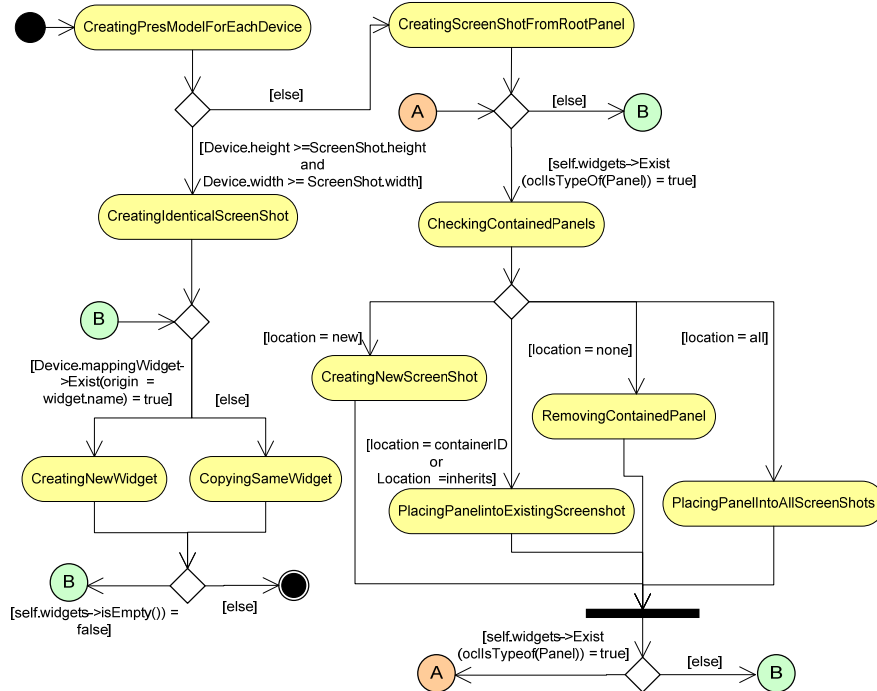 CreatingPresModelForEachDevice
CreatingScreenShotFromRootPanel
[else]
A
[else]
B
[Device.height >=ScreenShot.height
and
Device.width >= ScreenShot.width]
[self.widgets->Exist
(oclIsTypeOf(Panel)) = true]
CreatingIdenticalScreenShot
CheckingContainedPanels
B
[location = new]
[location = none]
[location = all]
[Device.mappingWidget-
->Exist(origin =
widget.name) = true]
[else]
CreatingNewScreenShot
RemovingContainedPanel
[location = containerID
or
Location =inherits]
CreatingNewWidget
CopyingSameWidget
PlacingPanelintoExistingScreenshot
PlacingPanelIntoAllScreenShots
B
[else]
[self.widgets->isEmpty()) =
false]
[self.widgets->Exist
(oclIsTypeof(Panel)) = true]
[else]
A
B